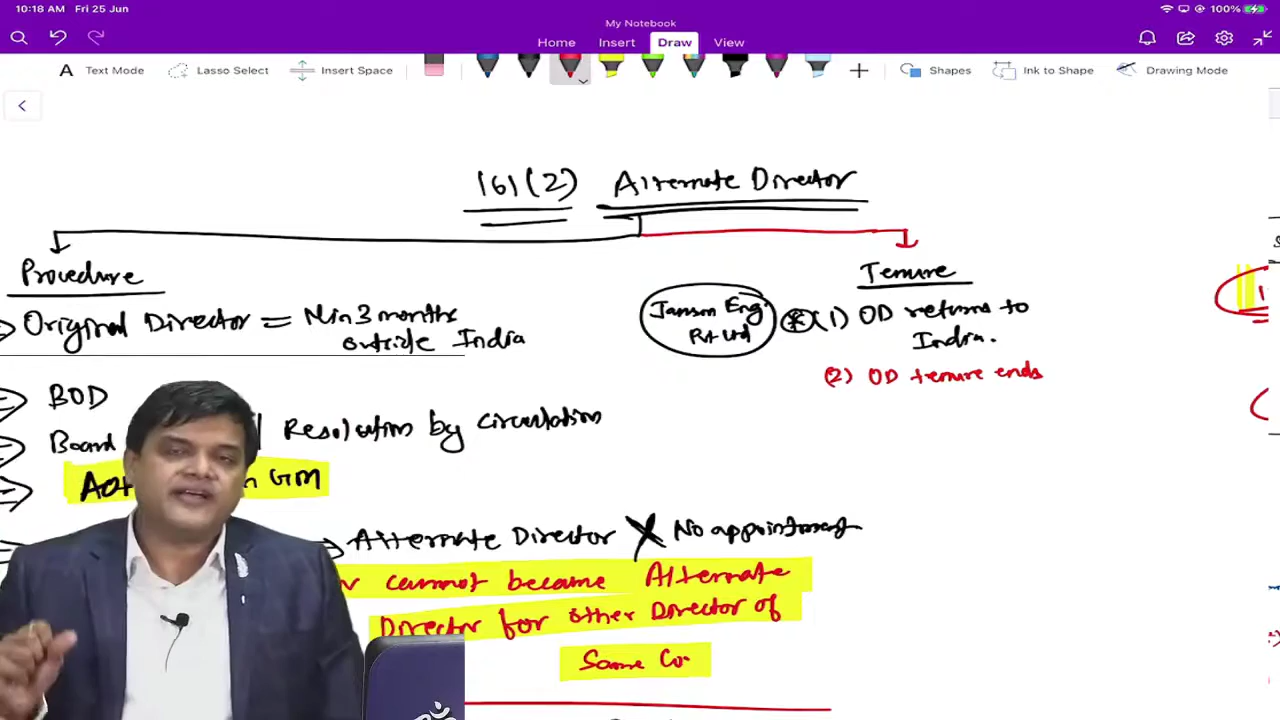 10:18 AM Fri 25 Jun
100%
My Notebook
Home Insert Draw View
A Text Mode Lasso Select Insert Space Shapes Ink to Shape Drawing Mode
161(2) Alternate Director
Procedure
Original Director = Min 3 months
outside India
BOD
Board Resolution by circulation
GM
Alternate Director X No appointment
cannot became Alternate
Director for other Director of
Same Co
Tenure
Janson Eng.
Pvt Ltd
(1) OD returns to
India.
(2) OD tenure ends